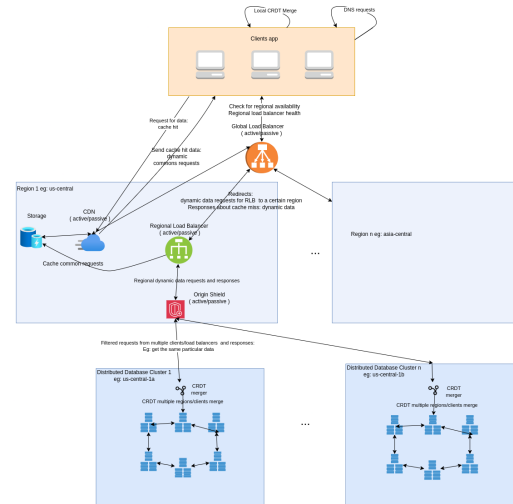 Local CRDT Merge
DNS requests
Clients app
Request for data:
cache hit
Check for regional availability
Regional load balancer health
Global Load Balancer
( active/passive)
Send cache hit data:
dynamic
commons requests
Redirects:
dynamic data requests for RLB to a certain region
Responses about cache miss: dynamic data
Region 1 eg: us-central
Storage
CDN
( active/passive)
Regional Load Balancer
( active/passive)
Cache common requests
Regional dynamic data requests and responses
Origin Shield
( active/passive)
...
Region n eg: asia-central
Filtered requests from multiple clients/load balancers and responses:
Eg: get the same particular data
Distributed Database Cluster 1
eg: us-central-1a
CRDT
merger
CRDT multiple regions/clients merge
...
Distributed Database Cluster n
eg: us-central-1b
CRDT
merger
CRDT multiple regions/clients merge